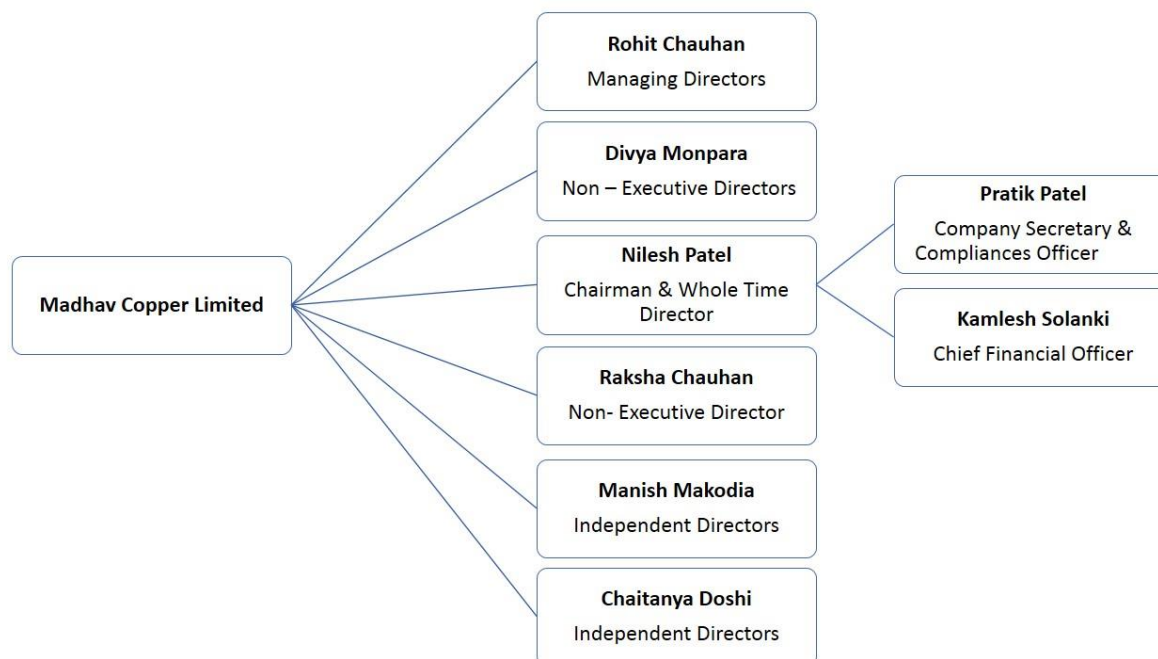 Rohit Chauhan
Managing Directors
Divya Monpara
Non – Executive Directors
Pratik Patel
Company Secretary &
Compliances Officer
Nilesh Patel
Chairman & Whole Time
Director
Madhav Copper Limited
Kamlesh Solanki
Chief Financial Officer
Raksha Chauhan
Non- Executive Director
Manish Makodia
Independent Directors
Chaitanya Doshi
Independent Directors